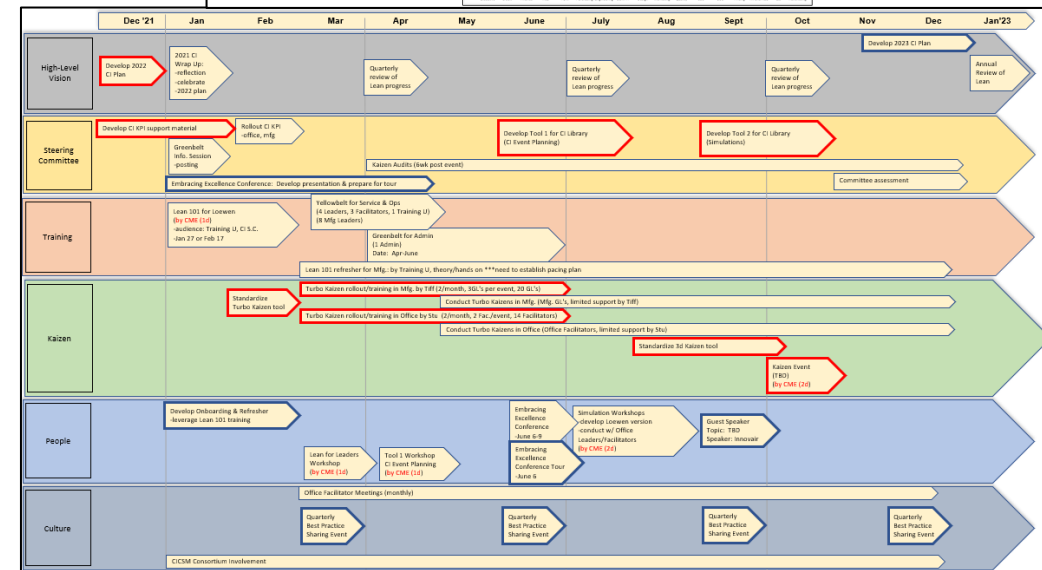 Dec '21 Jan Feb Mar Apr May June July Aug Sept Oct Nov Dec Jan'23
High-Level
Vision
Develop 2022
CI Plan
2021 CI
Wrap Up:
-reflection
-celebrate
-2022 plan
Quarterly
review of
Lean progress
Quarterly
review of
Lean progress
Quarterly
review of
Lean progress
Develop 2023 CI Plan
Annual
Review of
Lean
Steering
Committee
Develop CI KPI support material
Rollout CI KPI
-office, mfg
Greenbelt
Info. Session
-posting
Develop Tool 1 for CI Library
(CI Event Planning)
Develop Tool 2 for CI Library
(Simulations)
Kaizen Audits (6wk post event)
Embracing Excellence Conference: Develop presentation & prepare for tour
Committee assessment
Training
Lean 101 for Loewen
(by CME (1d)
-audience: Training U, CI S.C.
-Jan 27 or Feb 17
Yellowbelt for Service & Ops
(4 Leaders, 3 Facilitators, 1 Training U)
(8 Mfg Leaders)
Greenbelt for Admin
(1 Admin)
Date: Apr-June
Lean 101 refresher for Mfg.: by Training U, theory/hands on ***need to establish pacing plan
Kaizen
Standardize
Turbo Kaizen tool
Turbo Kaizen rollout/training in Mfg. by Tiff (2/month, 3GL's per event, 20 GL's)
Conduct Turbo Kaizens in Mfg. (Mfg. GL's, limited support by Tiff)
Turbo Kaizen rollout/training in Office by Stu (2/month, 2 Fac./event, 14 Facilitators)
Conduct Turbo Kaizens in Office (Office Facilitators, limited support by Stu)
Standardize 3d Kaizen tool
Kaizen Event
(TBD)
(by CME (2d)
People
Develop Onboarding & Refresher
-leverage Lean 101 training
Lean for Leaders
Workshop
(by CME (1d)
Tool 1 Workshop
CI Event Planning
(by CME (1d)
Embracing
Excellence
Conference
-June 6-9
Embracing
Excellence
Conference Tour
-June 6
Simulation Workshops
-develop Loewen version
-conduct w/ Office
Leaders/Facilitators
(by CME (2d)
Guest Speaker
Topic: TBD
Speaker: Innovair
Culture
Office Facilitator Meetings (monthly)
Quarterly
Best Practice
Sharing Event
Quarterly
Best Practice
Sharing Event
Quarterly
Best Practice
Sharing Event
Quarterly
Best Practice
Sharing Event
CICSM Consortium Involvement